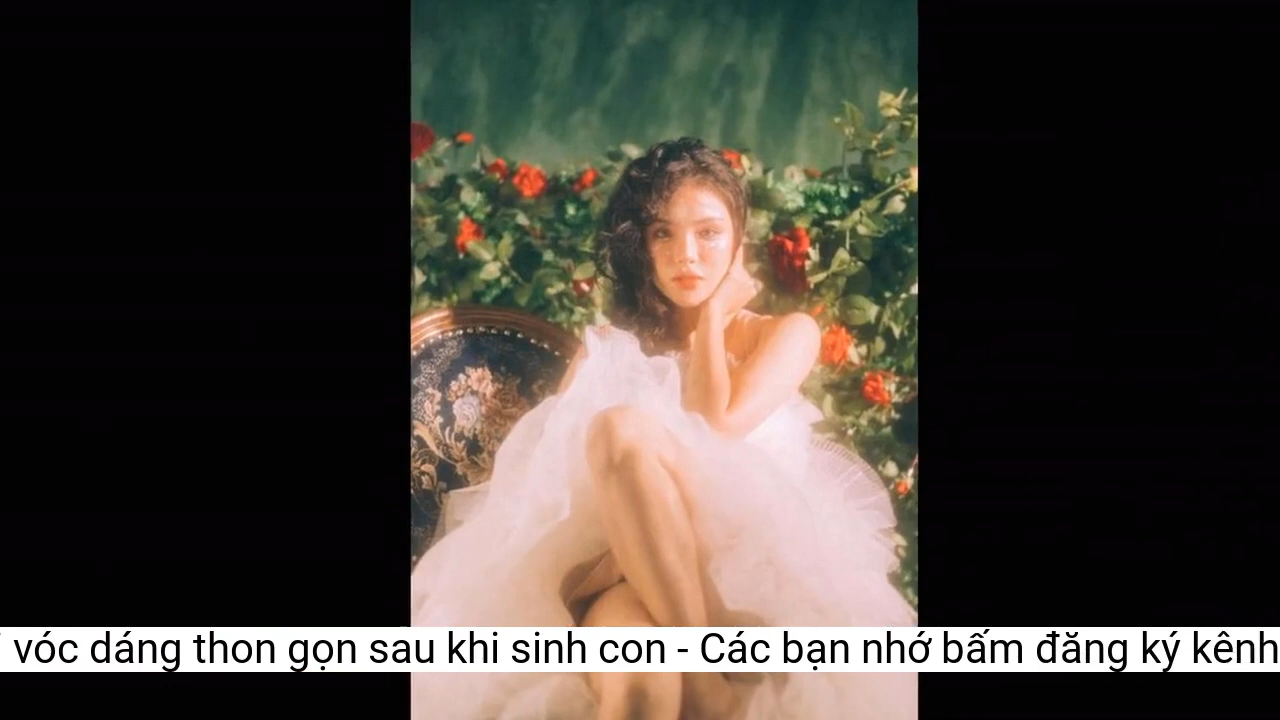 vóc dáng thon gọn sau khi sinh con - Các bạn nhớ bấm đăng ký kênh